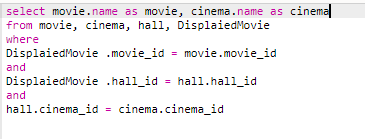 select movie.name as movie, cinema.name as cinema
from movie, cinema, hall, DisplaiedMovie
where
DisplaiedMovie .movie_id = movie.movie_id
and
DisplaiedMovie .hall_id = hall.hall_id
and
hall.cinema_id = cinema.cinema_id